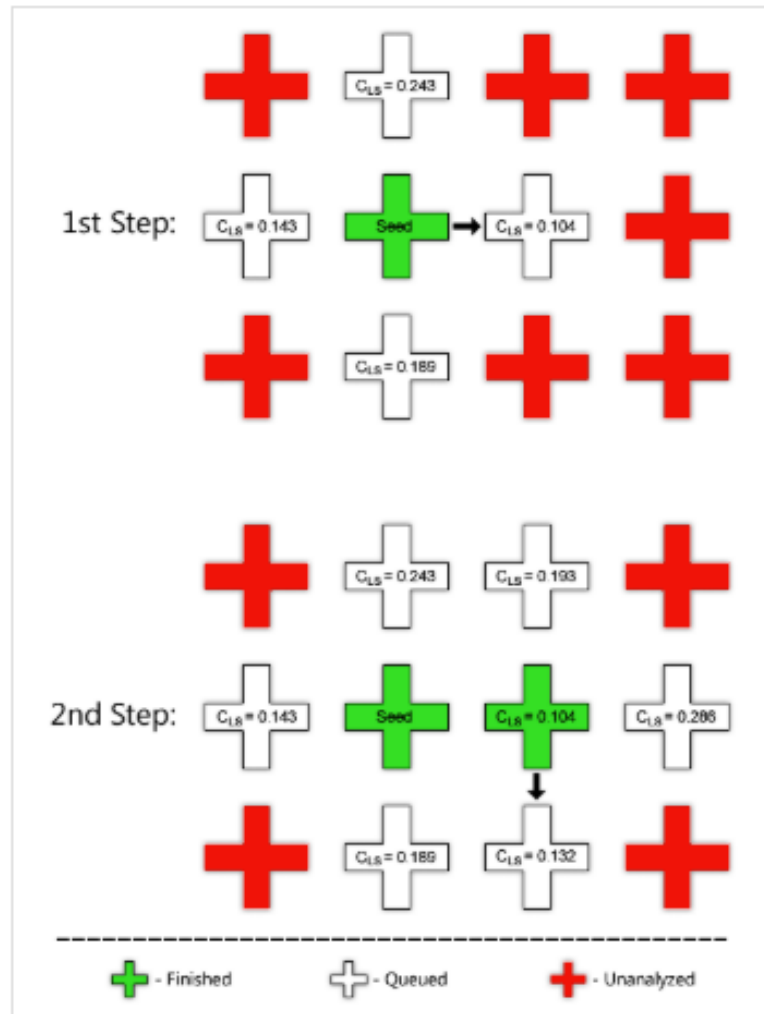 C_LS = 0.243
1st Step:
C_LS = 0.143
Seed
C_LS = 0.104
C_LS = 0.189
C_LS = 0.243
C_LS = 0.193
2nd Step:
C_LS = 0.143
Seed
C_LS = 0.104
C_LS = 0.286
C_LS = 0.189
C_LS = 0.132
- Finished
- Queued
- Unanalyzed